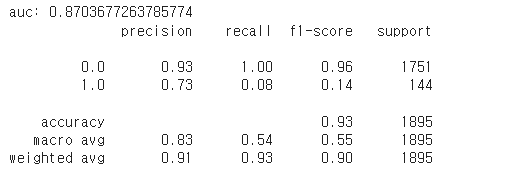 auc: 0.8703677263785774
precision recall f1-score support
0.0 0.93 1.00 0.96 1751
1.0 0.73 0.08 0.14 144
accuracy 0.93 1895
macro avg 0.83 0.54 0.55 1895
weighted avg 0.91 0.93 0.90 1895